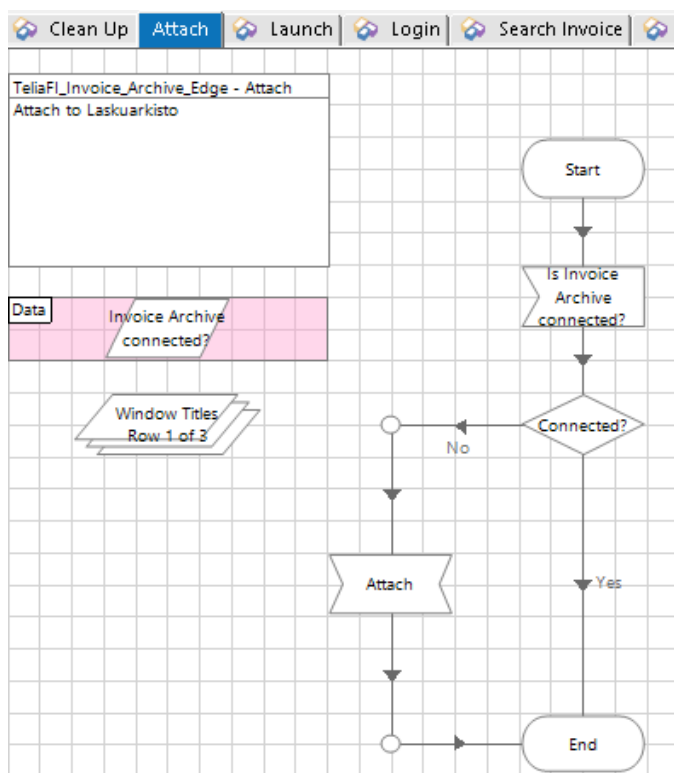 Clean Up
Attach
Launch
Login
Search Invoice
TeliaFI_Invoice_Archive_Edge - Attach
Attach to Laskuarkisto
Start
Is Invoice
Archive
connected?
Data
Invoice Archive
connected?
Window Titles
Row 1 of 3
Connected?
No
Attach
Yes
End